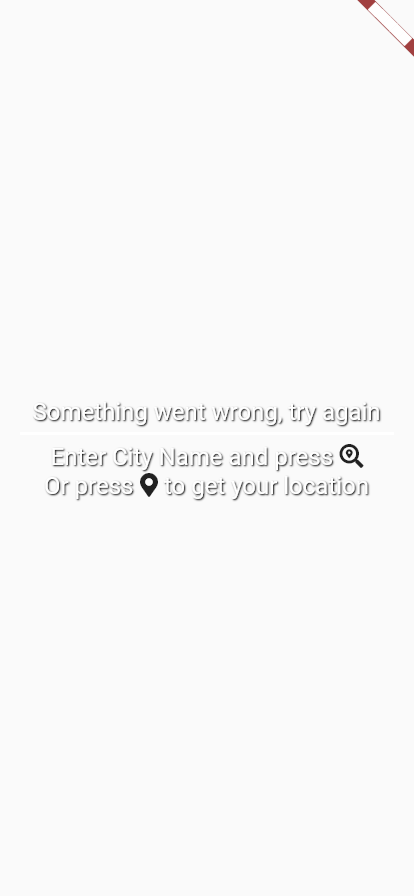 Something went wrong, try again
Enter City Name and press
Or press to get your location